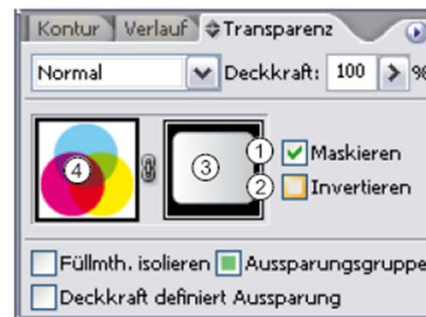 Kontur Verlauf Transparenz
Normal Deckkraft: 100 %
4 3 1 Maskieren
2 Invertieren
Füllmth. isolieren Aussparungsgruppe
Deckkraft definiert Aussparung